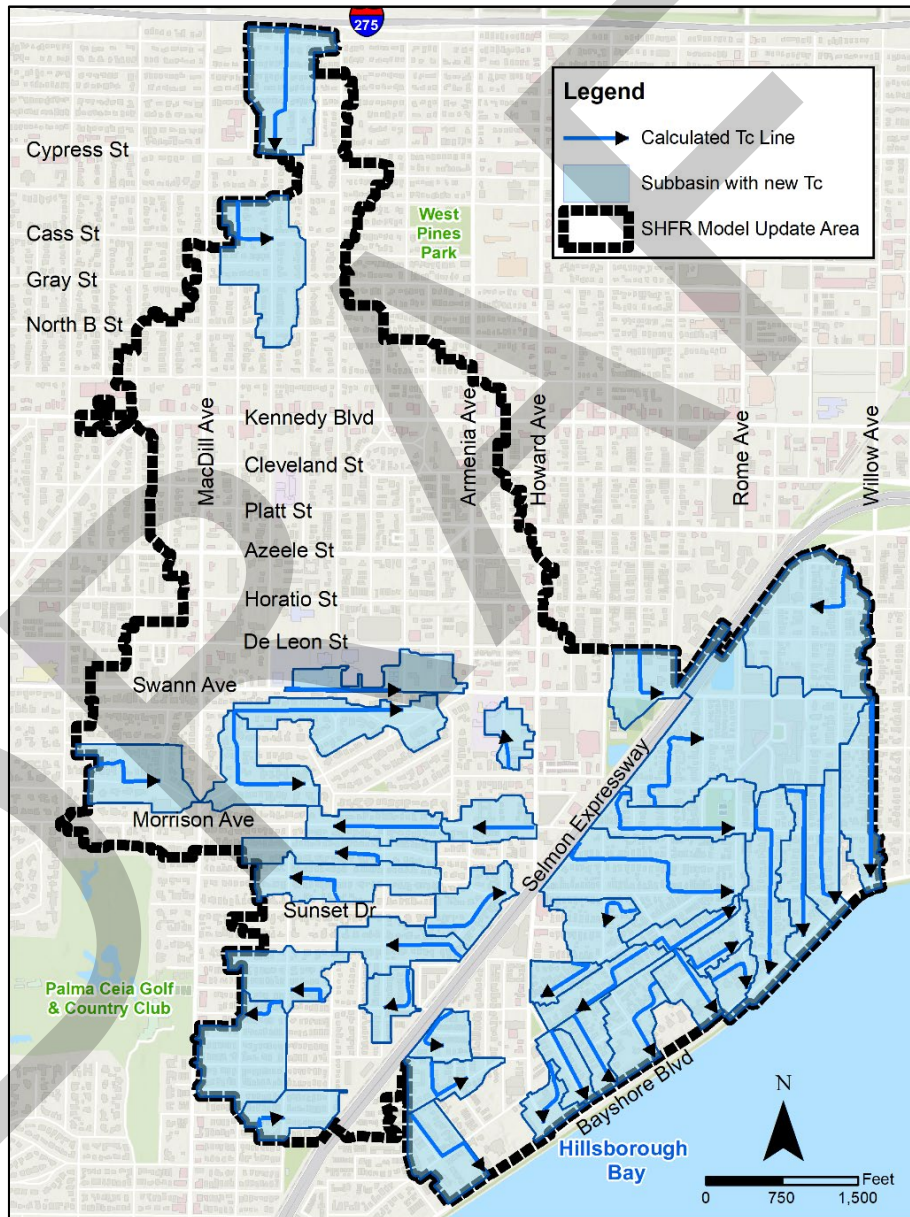 275
Legend
Calculated Tc Line
Subbasin with new Tc
SHFR Model Update Area
Cypress St
West
Pines
Park
Cass St
Gray St
North B St
MacDill Ave
Kennedy Blvd
Armenia Ave
Howard Ave
Rome Ave
Willow Ave
Cleveland St
Platt St
Azeele St
Horatio St
De Leon St
Swann Ave
Selmon Expressway
Morrison Ave
Sunset Dr
Palma Ceia Golf
& Country Club
Bayshore Blvd
Hillsborough
Bay
N
Feet
0 750 1,500
DRAFT